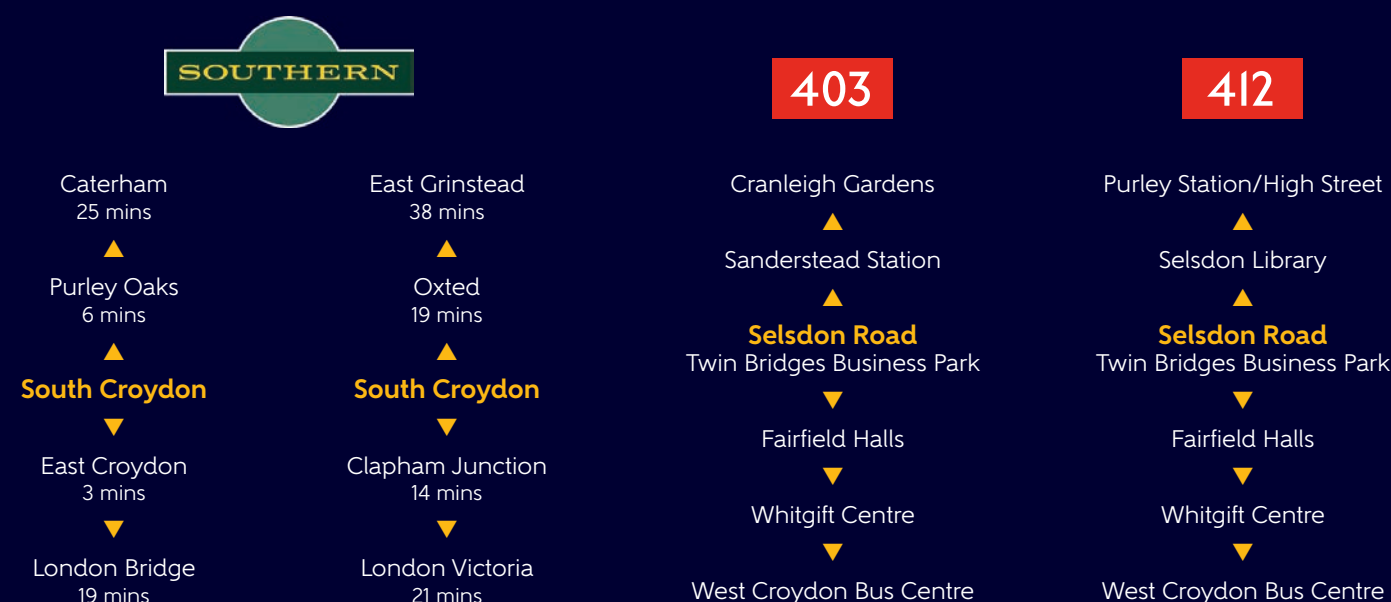 SOUTHERN
Caterham
25 mins
Purley Oaks
6 mins
South Croydon
East Croydon
3 mins
London Bridge
19 mins
East Grinstead
38 mins
Oxted
19 mins
South Croydon
Clapham Junction
14 mins
London Victoria
21 mins
403
Cranleigh Gardens
Sanderstead Station
Selsdon Road
Twin Bridges Business Park
Fairfield Halls
Whitgift Centre
West Croydon Bus Centre
412
Purley Station/High Street
Selsdon Library
Selsdon Road
Twin Bridges Business Park
Fairfield Halls
Whitgift Centre
West Croydon Bus Centre